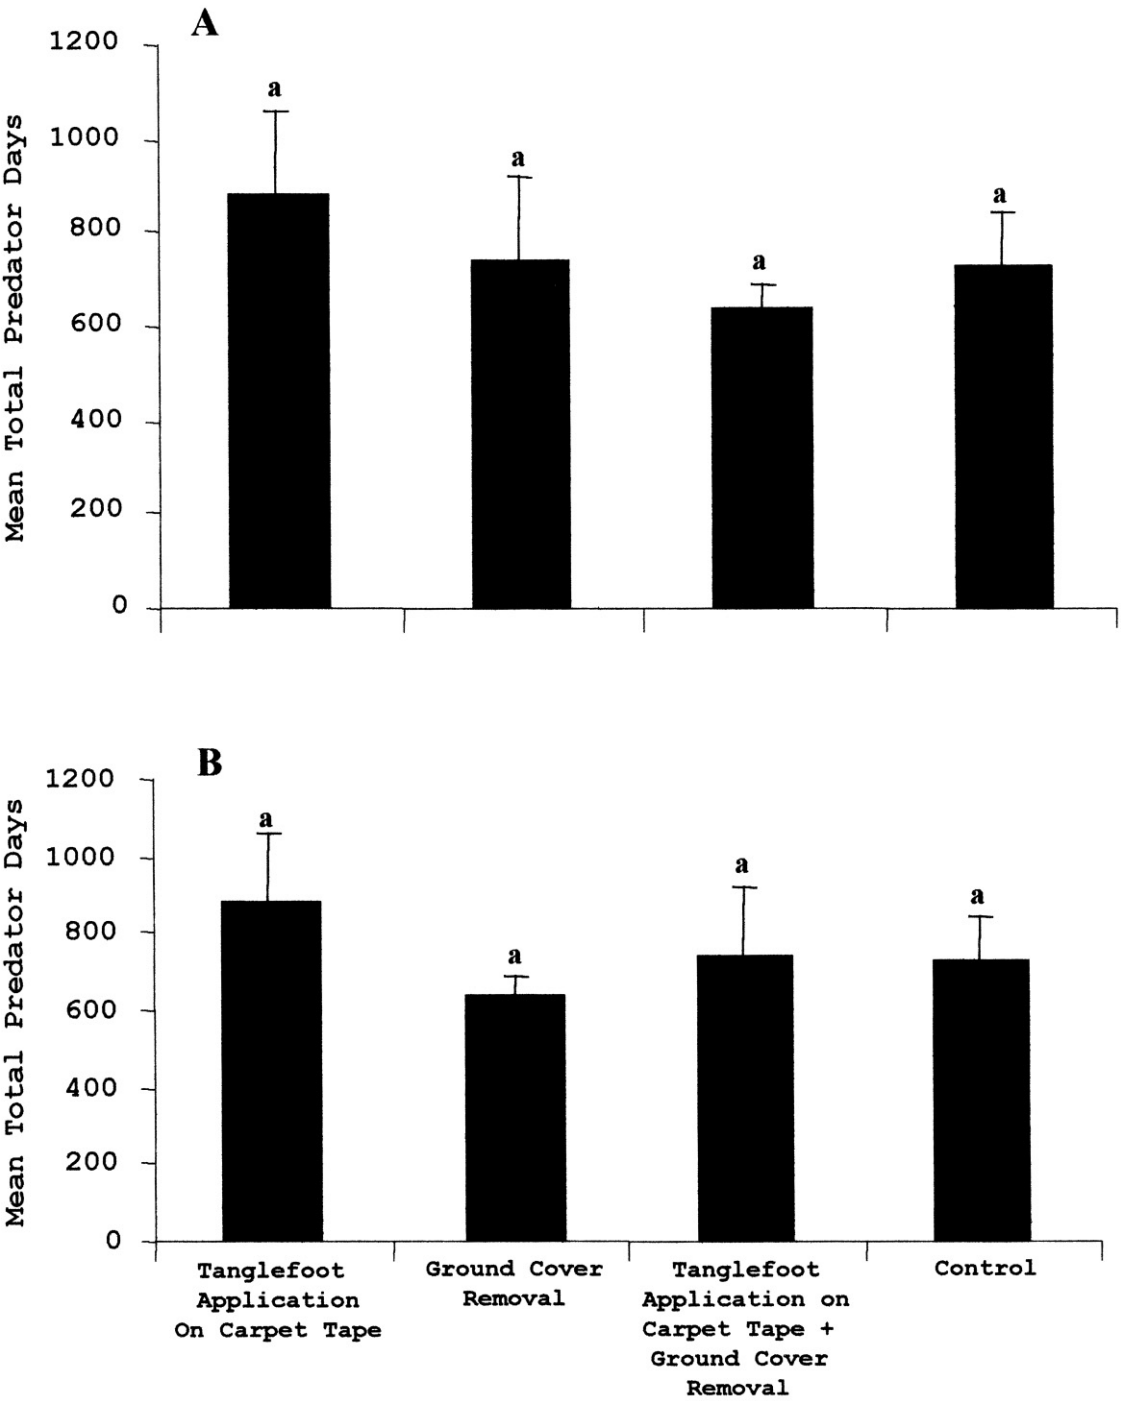 A
Mean Total Predator Days
1200
1000
800
600
400
200
0
a
a
a
a
B
Mean Total Predator Days
1200
1000
800
600
400
200
0
a
a
a
a
Tanglefoot
Application
On Carpet Tape
Ground Cover
Removal
Tanglefoot
Application on
Carpet Tape +
Ground Cover
Removal
Control